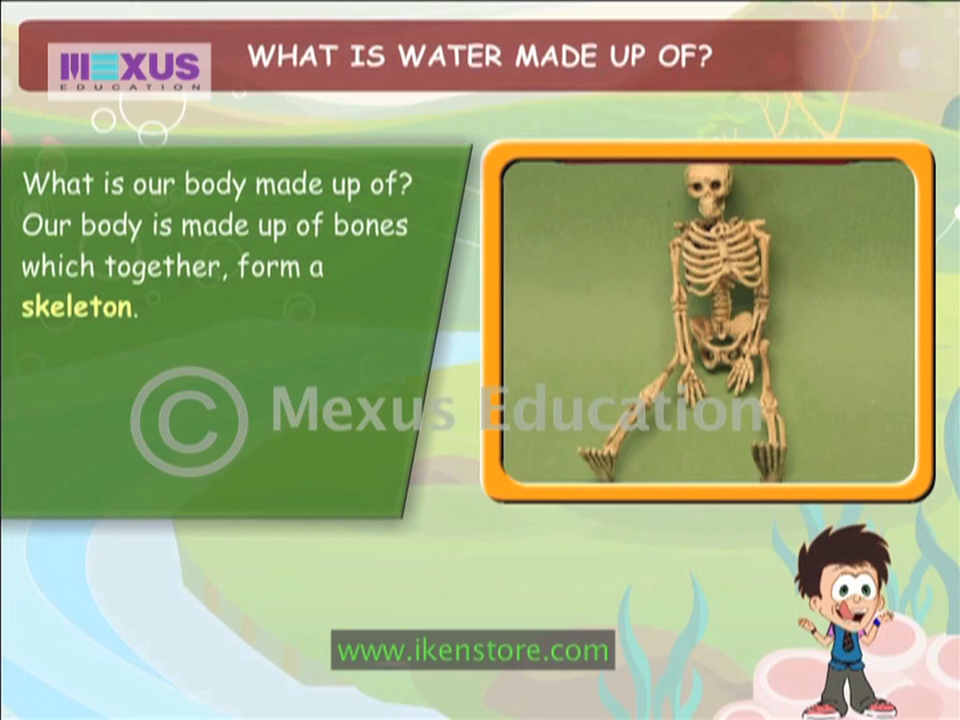 MEXUS
EDUCATION
WHAT IS WATER MADE UP OF?
What is our body made up of?
Our body is made up of bones
which together, form a
skeleton.
© Mexus Education
www.ikenstore.com